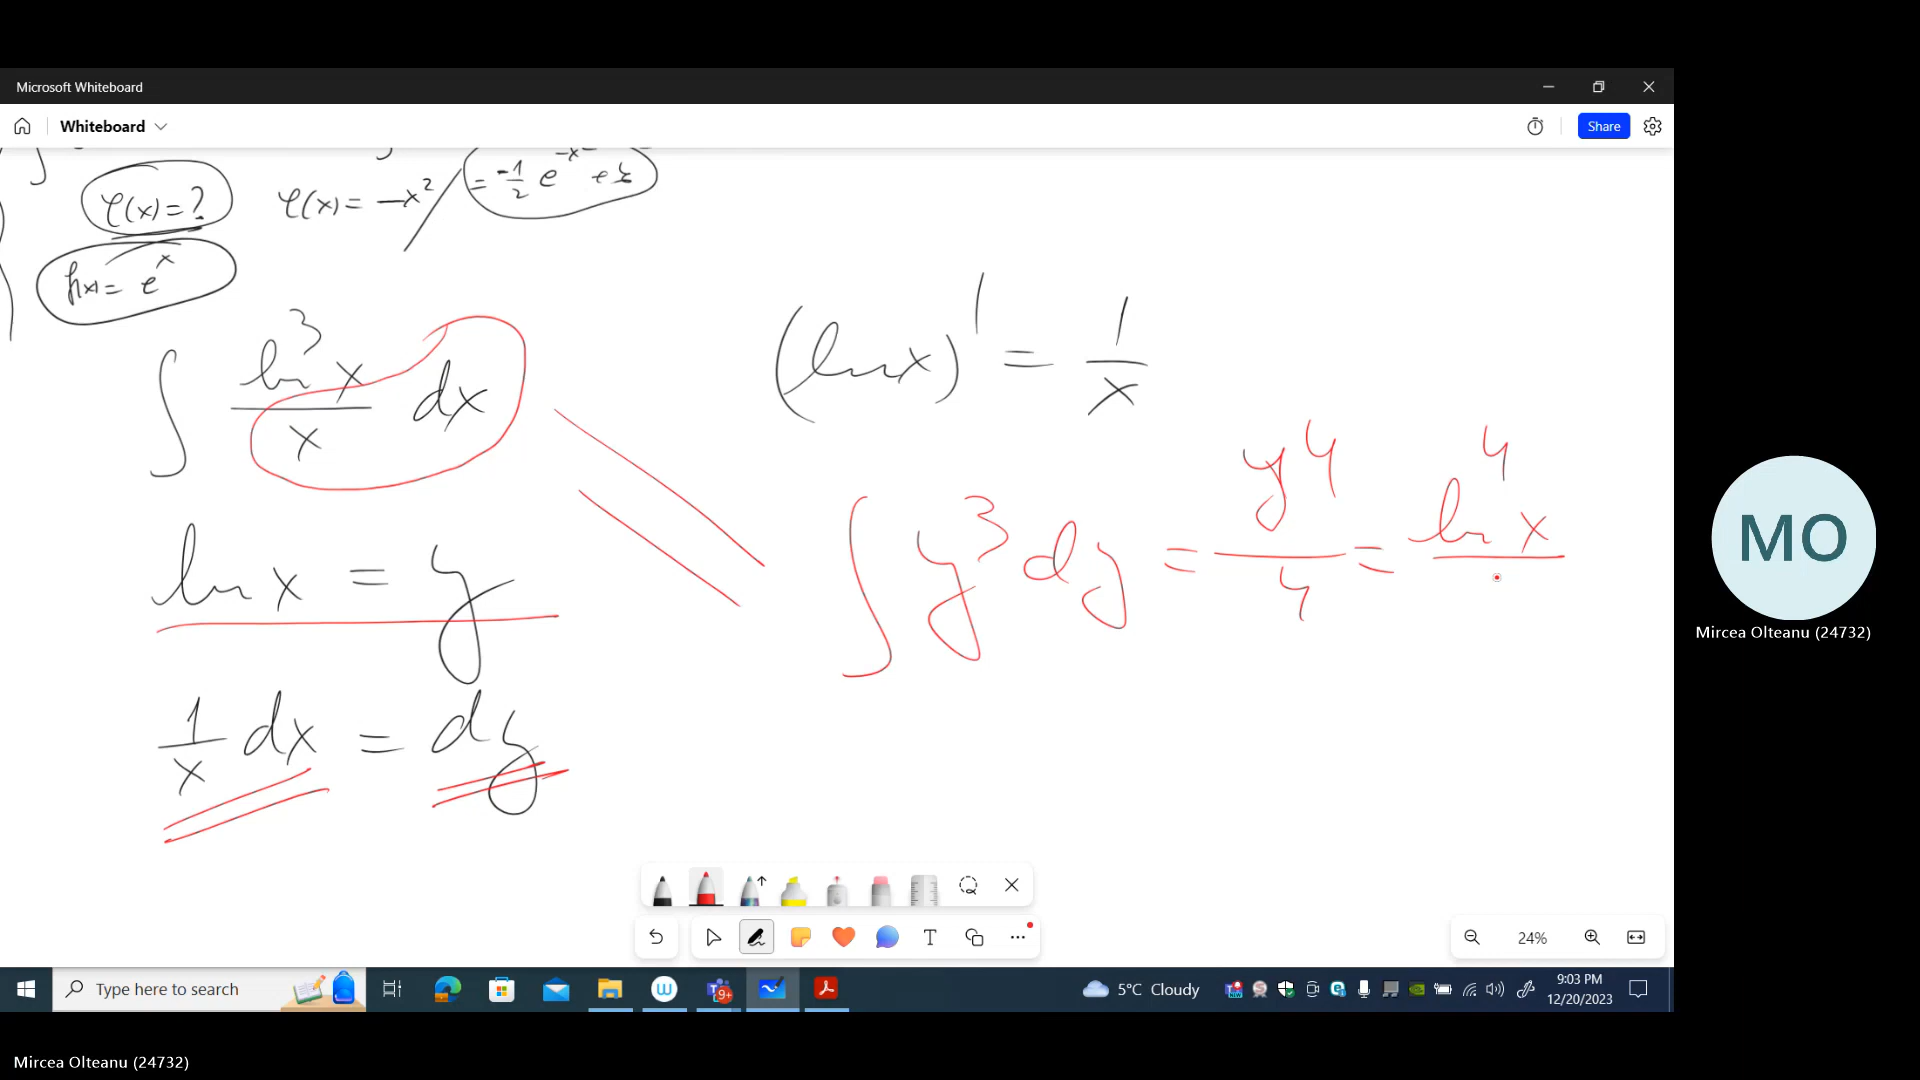 Microsoft Whiteboard
Whiteboard
Share
φ(x)=? φ(x)= -x² / = -1/2 e^-x² + k
f(x)= e^x
∫ ln³x/x dx
(ln x)' = 1/x
∫ y³ dy = y⁴/4 = ln⁴ x/
ln x = y
1/x dx = dy
24%
Type here to search
9+
5°C Cloudy
9:03 PM
12/20/2023
MO
Mircea Olteanu (24732)
Mircea Olteanu (24732)